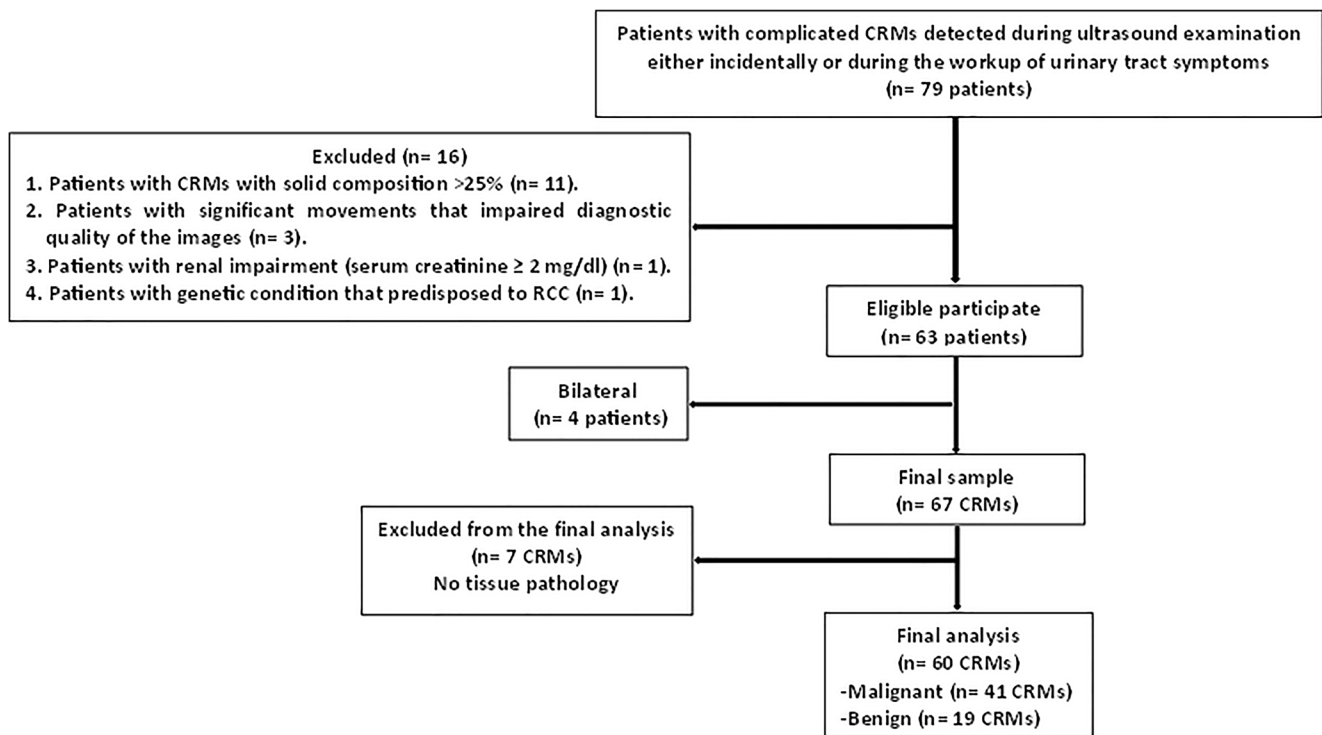 Patients with complicated CRMs detected during ultrasound examination
either incidentally or during the workup of urinary tract symptoms
(n= 79 patients)
Excluded (n= 16)
1. Patients with CRMs with solid composition >25% (n= 11).
2. Patients with significant movements that impaired diagnostic
quality of the images (n= 3).
3. Patients with renal impairment (serum creatinine ≥ 2 mg/dl) (n= 1).
4. Patients with genetic condition that predisposed to RCC (n= 1).
Eligible participate
(n= 63 patients)
Bilateral
(n= 4 patients)
Final sample
(n= 67 CRMs)
Excluded from the final analysis
(n= 7 CRMs)
No tissue pathology
Final analysis
(n= 60 CRMs)
-Malignant (n= 41 CRMs)
-Benign (n= 19 CRMs)